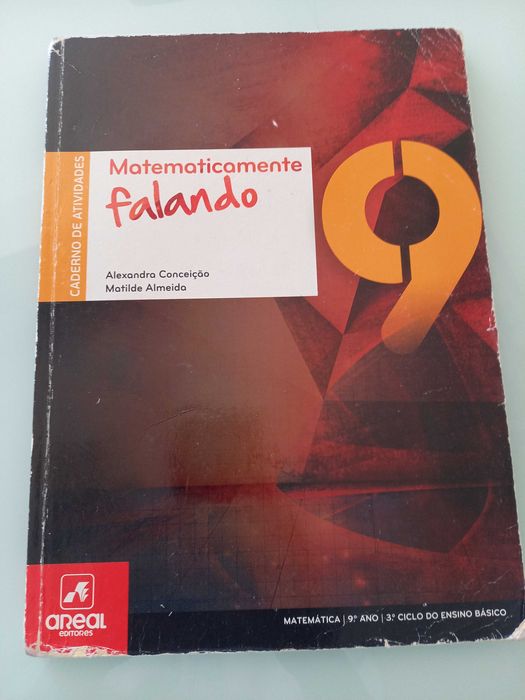 CADERNO DE ATIVIDADES
Matematicamente
falando
9
Alexandra Conceição
Matilde Almeida
AREAL
EDITORES
MATEMÁTICA | 9.º ANO | 3.º CICLO DO ENSINO BÁSICO